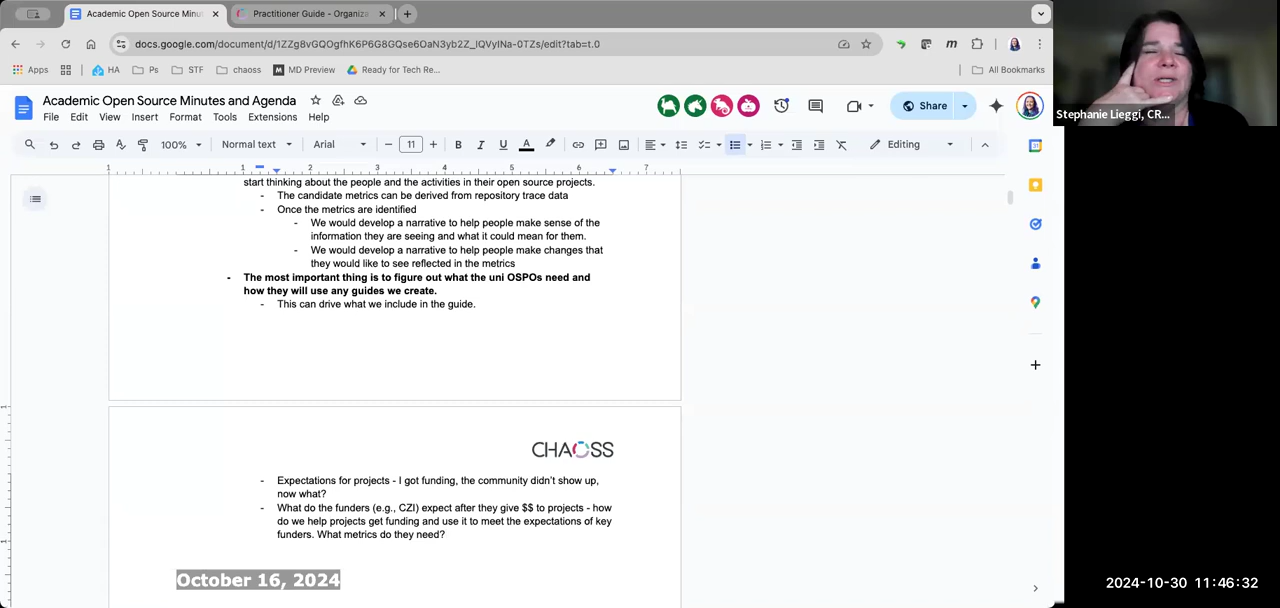 Academic Open Source Minut
Practitioner Guide - Organiza
docs.google.com/document/d/1ZZg8vGQOgfhK6P6G8GQse6OaN3yb2Z_IQVyINa-0TZs/edit?tab=t.0
Apps
HA
Ps
STF
chaoss
MD Preview
Ready for Tech Re...
All Bookmarks
Academic Open Source Minutes and Agenda
File Edit View Insert Format Tools Extensions Help
Share
100%
Normal text
Arial
11
Editing
start thinking about the people and the activities in their open source projects.
- The candidate metrics can be derived from repository trace data
- Once the metrics are identified
- We would develop a narrative to help people make sense of the
information they are seeing and what it could mean for them.
- We would develop a narrative to help people make changes that
they would like to see reflected in the metrics
- The most important thing is to figure out what the uni OSPOs need and
how they will use any guides we create.
- This can drive what we include in the guide.
CHAOSS
- Expectations for projects - I got funding, the community didn't show up,
now what?
- What do the funders (e.g., CZI) expect after they give $$ to projects - how
do we help projects get funding and use it to meet the expectations of key
funders. What metrics do they need?
October 16, 2024
Stephanie Lieggi, CR...
2024-10-30 11:46:32